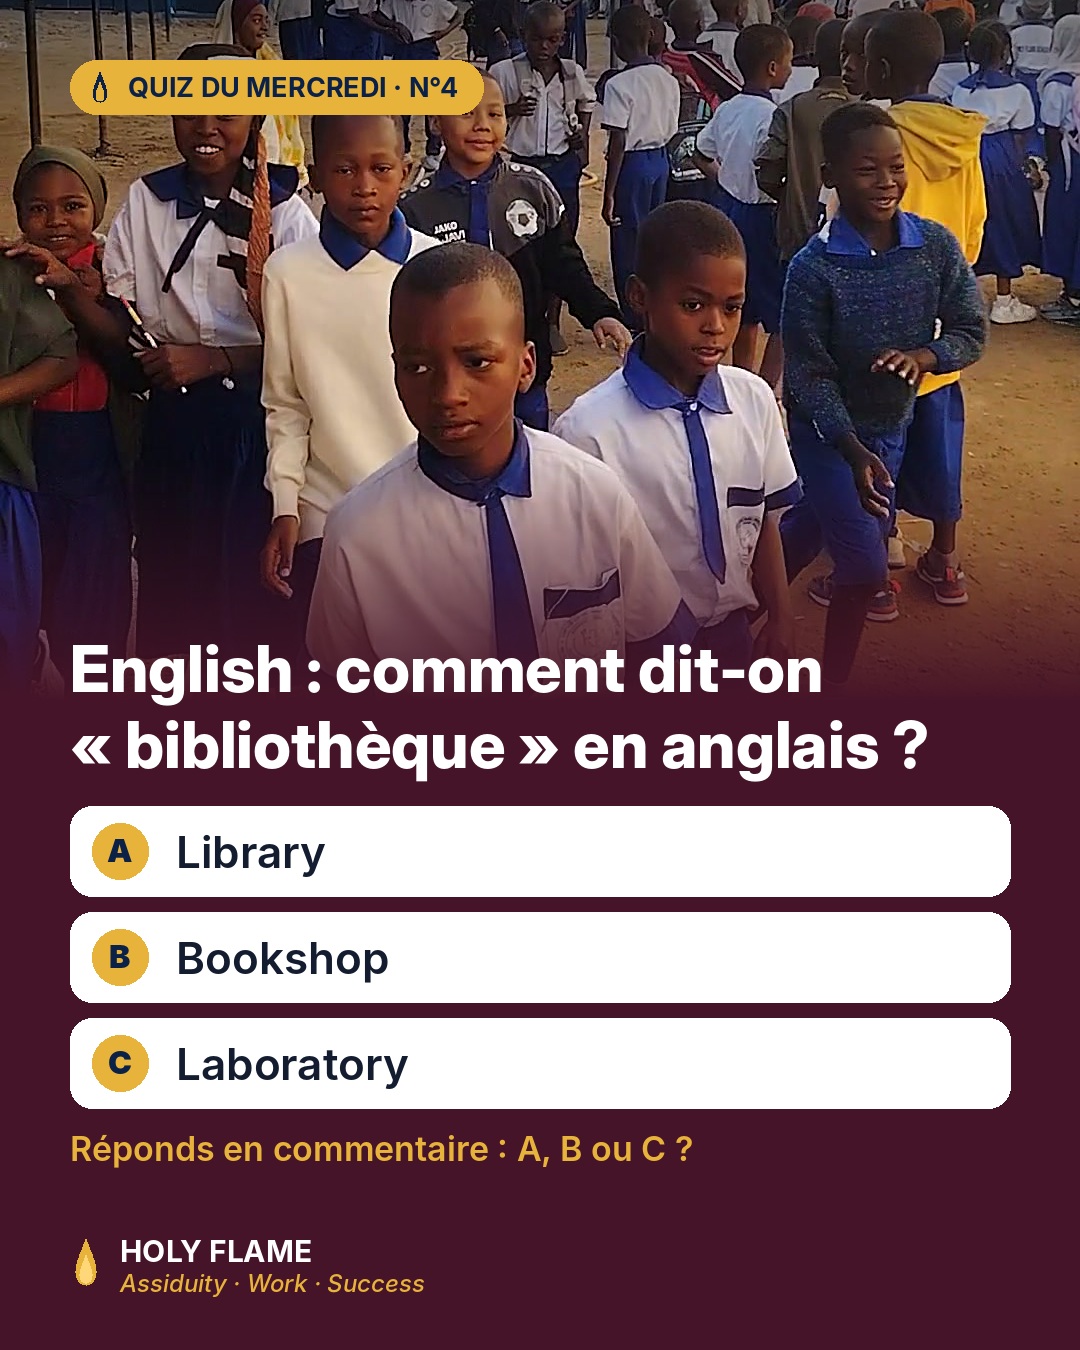 QUIZ DU MERCREDI · N°4
JAKO
English : comment dit-on
« bibliothèque » en anglais ?
A Library
B Bookshop
C Laboratory
Réponds en commentaire : A, B ou C ?
HOLY FLAME
Assiduity · Work · Success